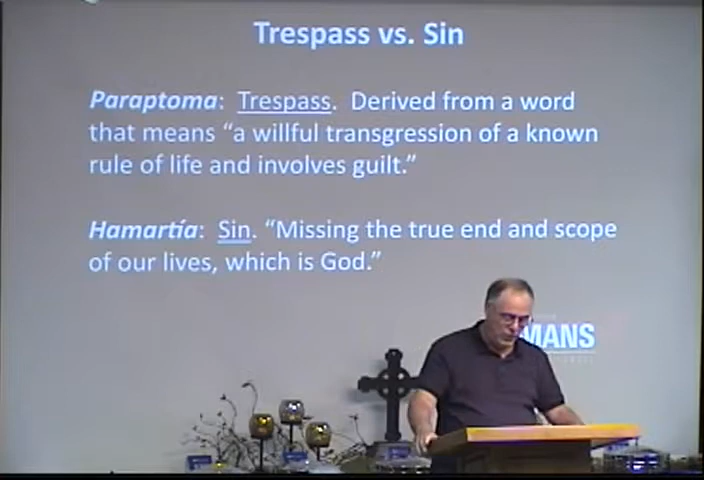 Trespass vs. Sin
Paraptoma: Trespass. Derived from a word
that means “a willful transgression of a known
rule of life and involves guilt.”
Hamartía: Sin. “Missing the true end and scope
of our lives, which is God.”
MANS